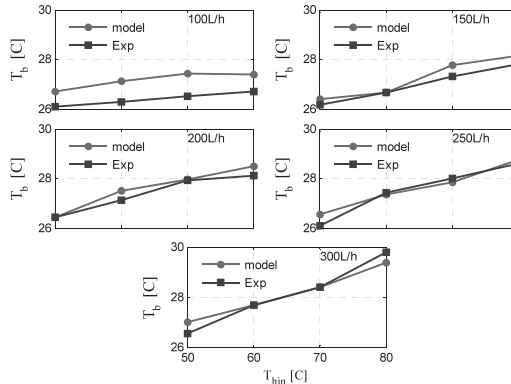 30
100L/h
model
Exp
28
26
T_b [C]
30
150L/h
model
Exp
28
26
T_b [C]
30
200L/h
model
Exp
28
26
T_b [C]
30
250L/h
model
Exp
28
26
T_b [C]
30
300L/h
model
Exp
28
26
T_b [C]
50 60 70 80
T_hin [C]